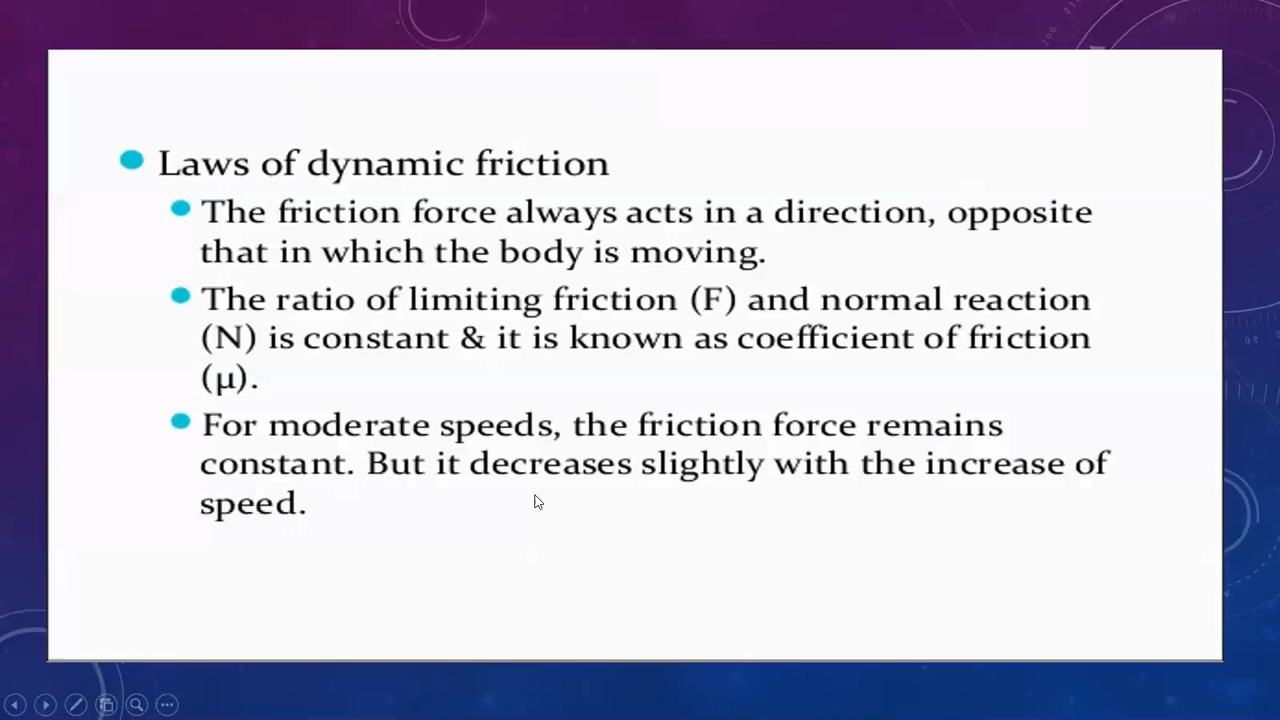 Laws of dynamic friction
The friction force always acts in a direction, opposite
that in which the body is moving.
The ratio of limiting friction (F) and normal reaction
(N) is constant & it is known as coefficient of friction
(μ).
For moderate speeds, the friction force remains
constant. But it decreases slightly with the increase of
speed.